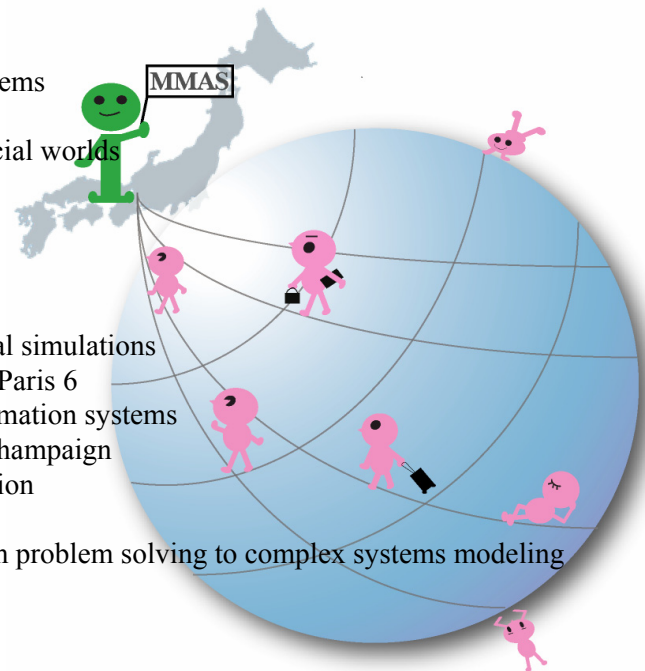 ems
MMAS
cial worlds
al simulations
Paris 6
mation systems
hampaign
ion
n problem solving to complex systems modeling